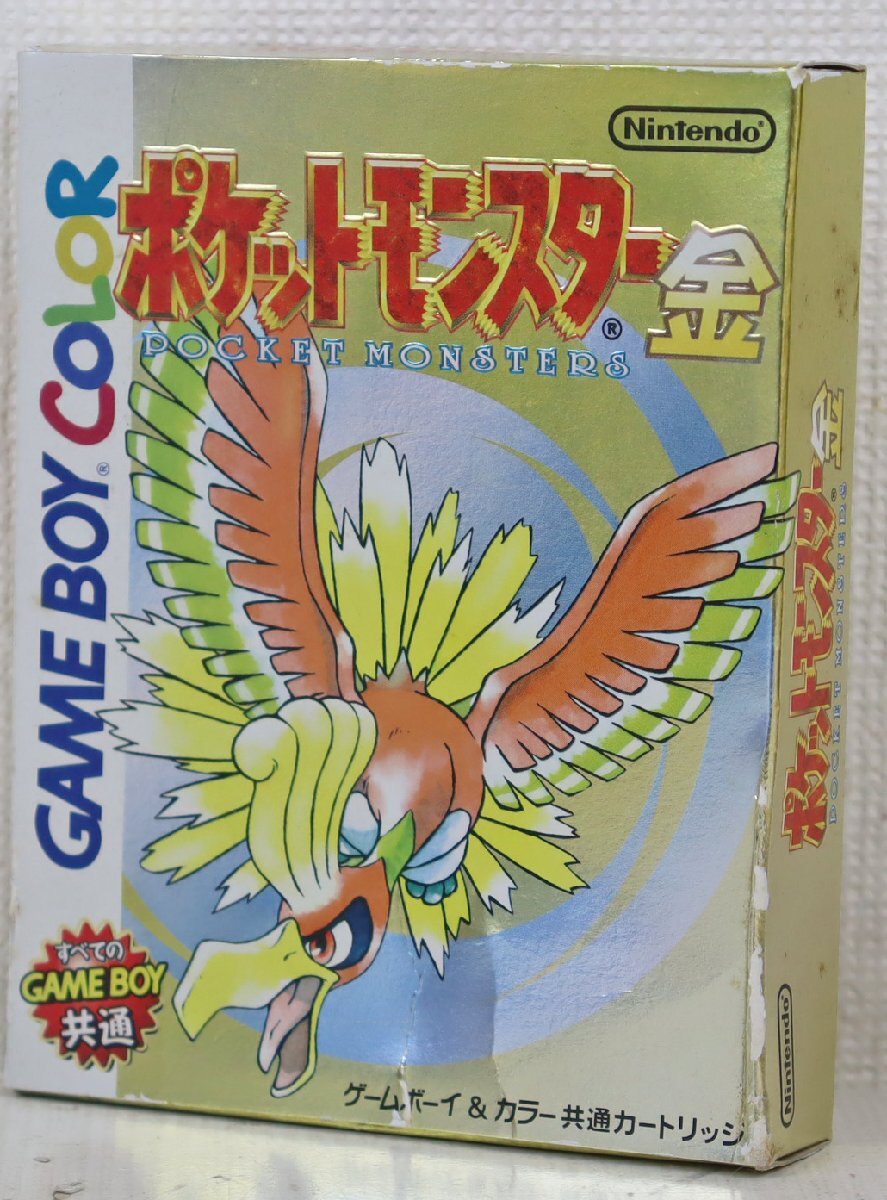 Nintendo®
ポケットモンスター®金
POCKET MONSTERS
GAME BOY® COLOR
すべての
GAME BOY
共通
ゲームボーイ&カラー共通カートリッジ
ポケットモンスター金
POCKET MONSTERS
Nintendo